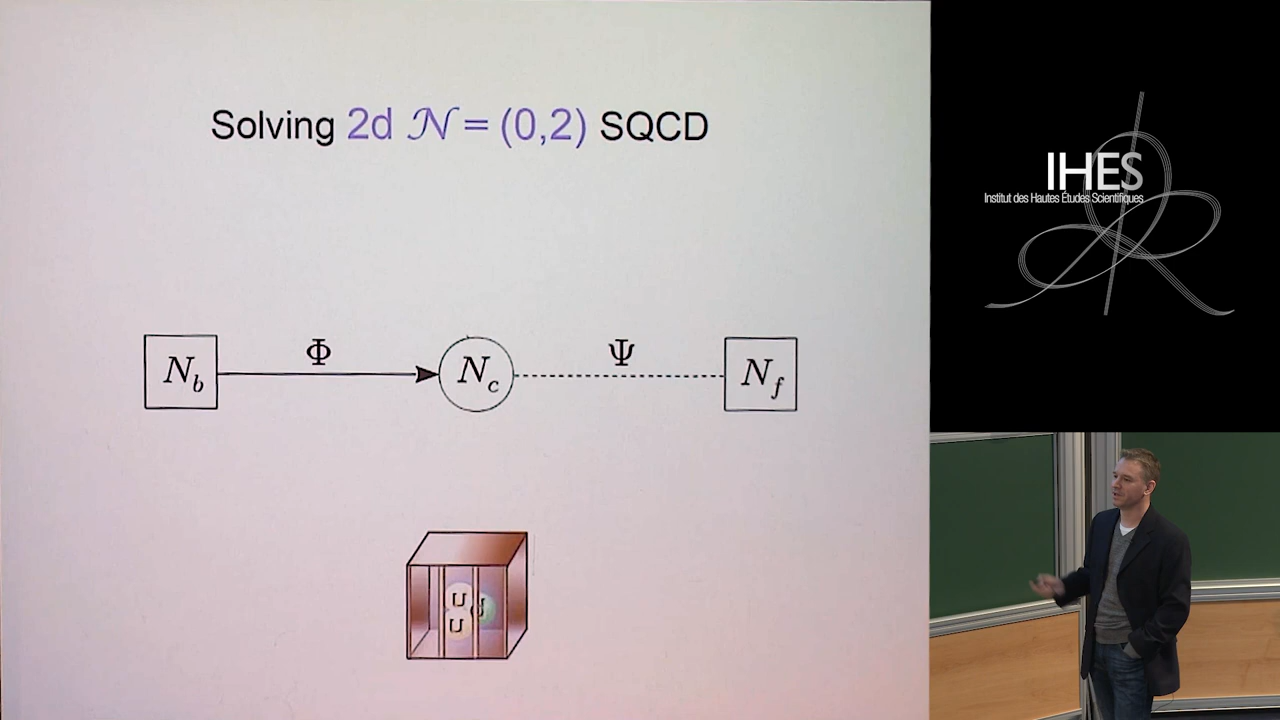 Solving 2d 𝒩 = (0,2) SQCD
N_b Φ N_c Ψ N_f
U
U
IHES
Institut des Hautes Études Scientifiques